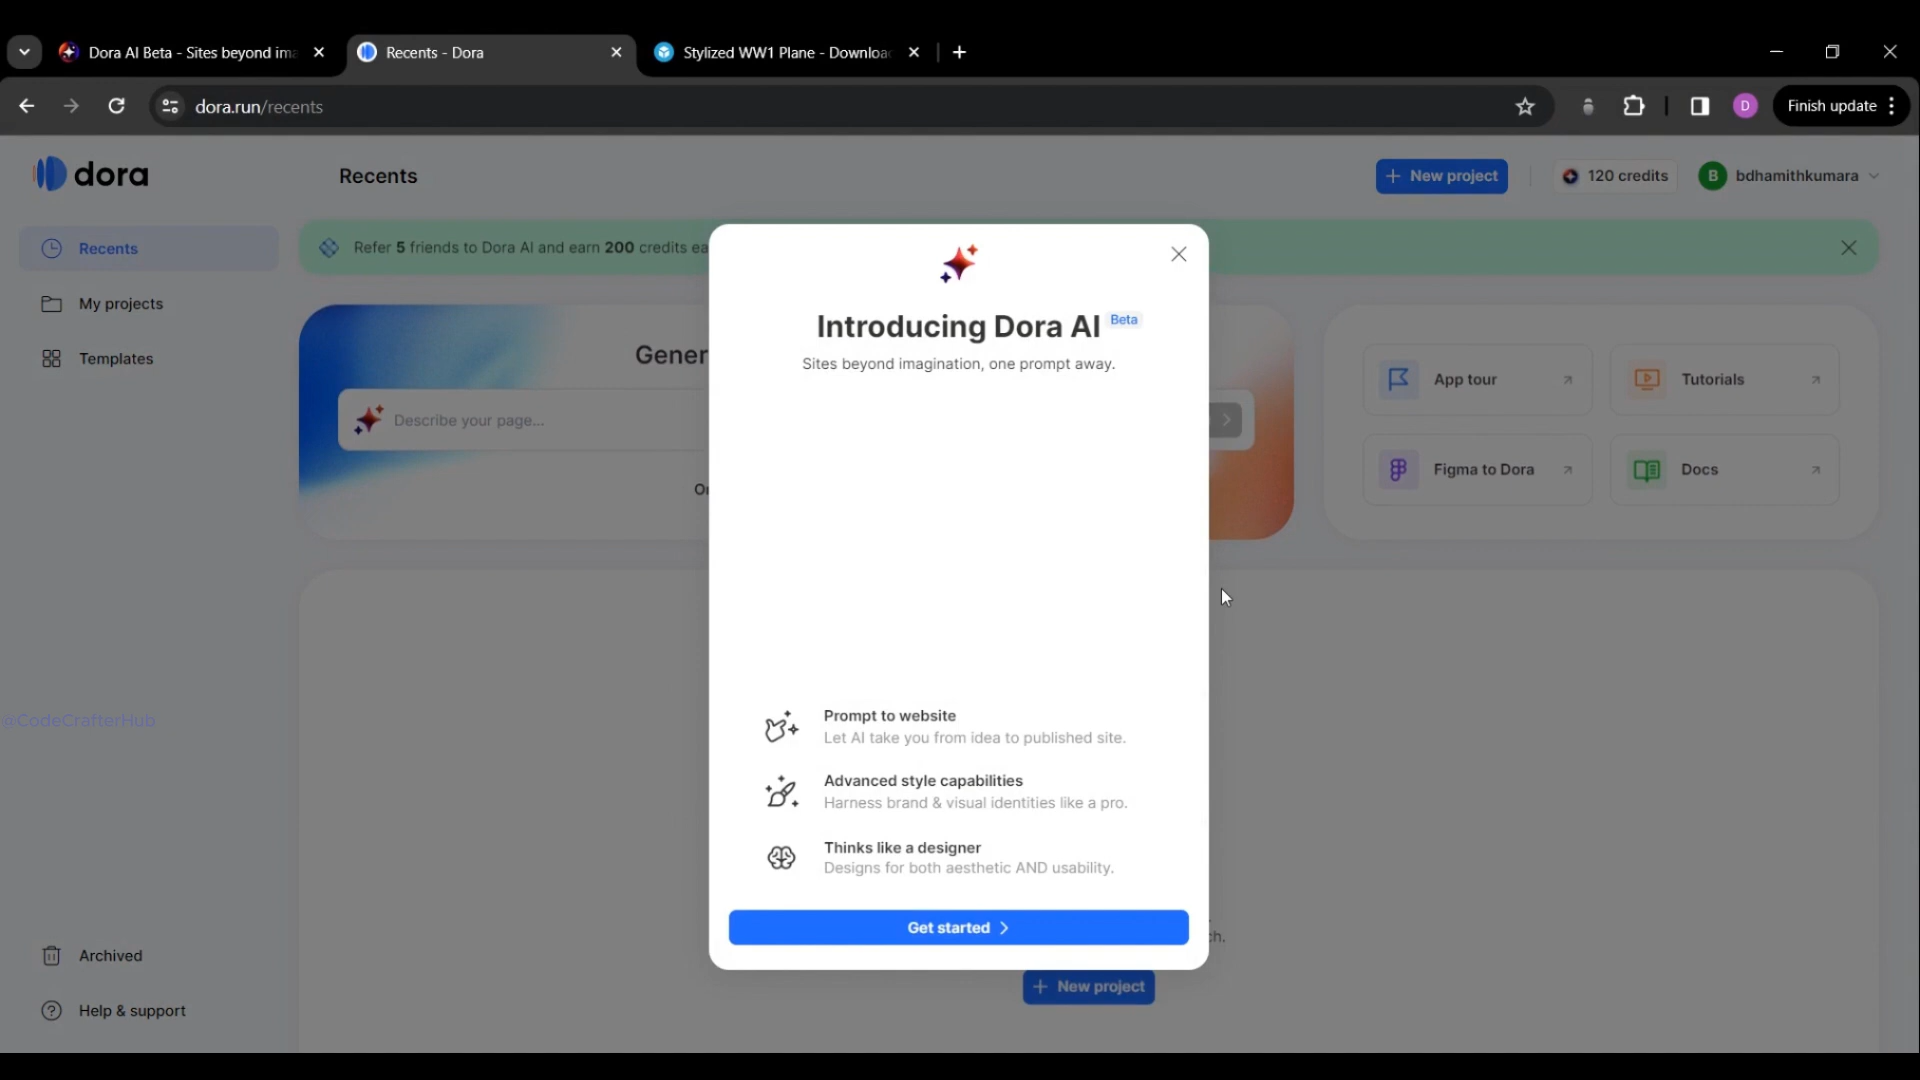 Dora AI Beta - Sites beyond ima
Recents - Dora
Stylized WW1 Plane - Downloa
dora.run/recents
D
Finish update
dora
Recents
New project
120 credits
B
bdhamithkumara
Recents
My projects
Templates
Refer 5 friends to Dora AI and earn 200 credits ea
Gener
Describe your page...
Or
App tour
Tutorials
Figma to Dora
Docs
Introducing Dora AI Beta
Sites beyond imagination, one prompt away.
Prompt to website
Let AI take you from idea to published site.
Advanced style capabilities
Harness brand & visual identities like a pro.
Thinks like a designer
Designs for both aesthetic AND usability.
Get started
ch.
New project
@CodeCrafterHub
Archived
Help & support